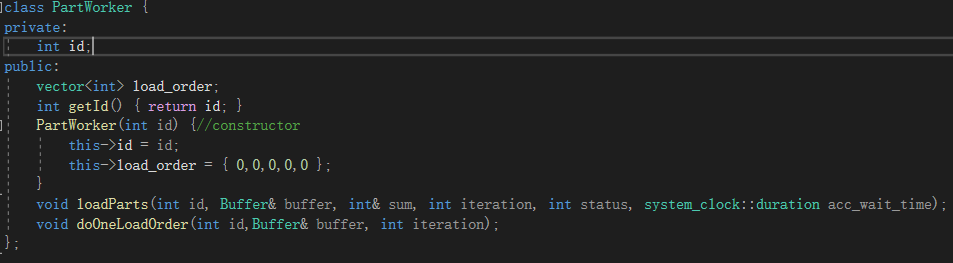 class PartWorker {
private:
    int id;
public:
    vector<int> load_order;
    int getId() { return id; }
    PartWorker(int id) {//constructor
        this->id = id;
        this->load_order = { 0,0,0,0,0 };
    }
    void loadParts(int id, Buffer& buffer, int& sum, int iteration, int status, system_clock::duration acc_wait_time);
    void doOneLoadOrder(int id,Buffer& buffer, int iteration);
};